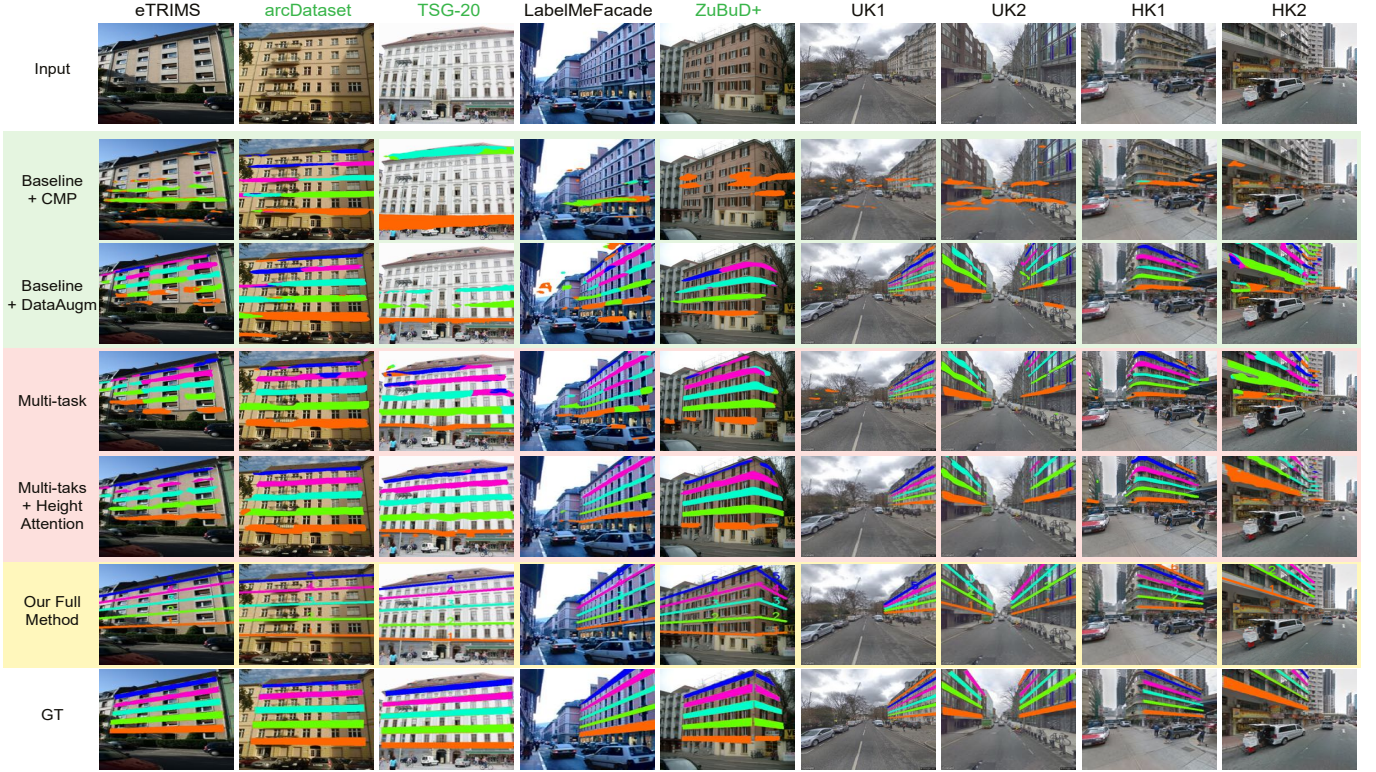 eTRIMS arcDataset TSG-20 LabelMeFacade ZuBuD+ UK1 UK2 HK1 HK2
Input
Baseline
+ CMP
Baseline
+ DataAugm
Multi-task
Multi-taks
+ Height
Attention
Our Full
Method
GT